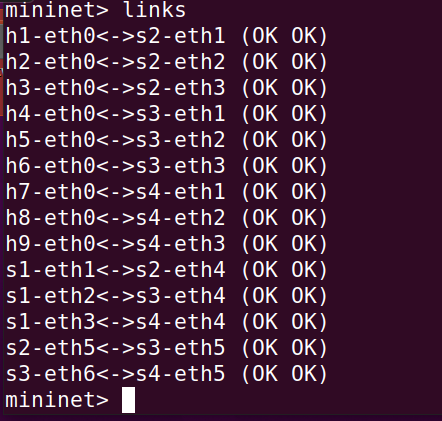 mininet> links
h1-eth0<->s2-eth1 (OK OK)
h2-eth0<->s2-eth2 (OK OK)
h3-eth0<->s2-eth3 (OK OK)
h4-eth0<->s3-eth1 (OK OK)
h5-eth0<->s3-eth2 (OK OK)
h6-eth0<->s3-eth3 (OK OK)
h7-eth0<->s4-eth1 (OK OK)
h8-eth0<->s4-eth2 (OK OK)
h9-eth0<->s4-eth3 (OK OK)
s1-eth1<->s2-eth4 (OK OK)
s1-eth2<->s3-eth4 (OK OK)
s1-eth3<->s4-eth4 (OK OK)
s2-eth5<->s3-eth5 (OK OK)
s3-eth6<->s4-eth5 (OK OK)
mininet>